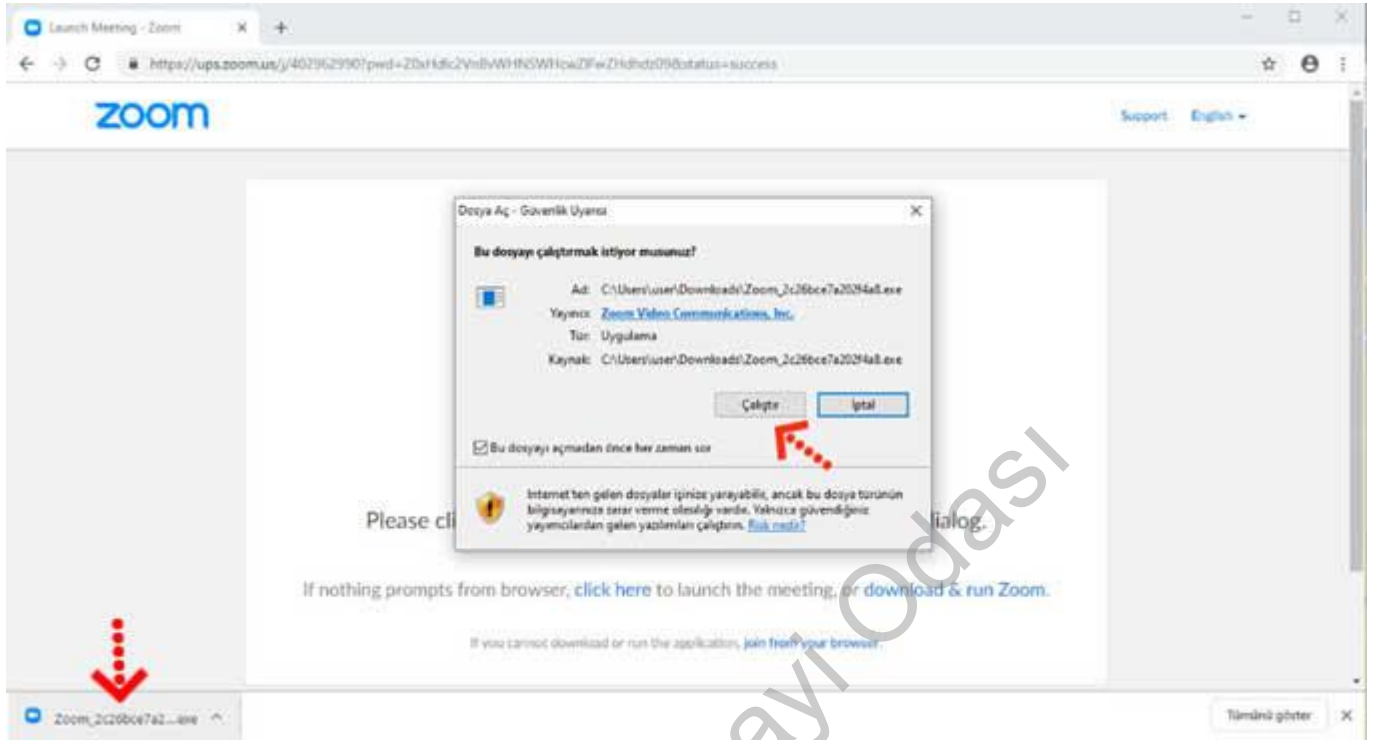 Launch Meeting - Zoom
zoom
Support English
Dosya Aç - Güvenlik Uyarısı
Bu dosyayı çalıştırmak istiyor musunuz?
Ad: C:\Users\user\Downloads\Zoom_2c26bce7a202f4a8.exe
Yayıncı: Zoom Video Communications, Inc.
Tür: Uygulama
Kaynak: C:\Users\user\Downloads\Zoom_2c26bce7a202f4a8.exe
Çalıştır İptal
Bu dosyayı açmadan önce her zaman sor
Internet'ten gelen dosyalar işinize yarayabilir, ancak bu dosya türünün
bilgisayarınıza zarar verme olasılığı vardır. Yalnızca güvendiğiniz
yayımcılardan gelen yazılımları çalıştırın. Risk nedir?
Please cli ialog.
If nothing prompts from browser, click here to launch the meeting, or download & run Zoom.
If you cannot download or run the application, join from your browser.
Zoom_2c26bce7a2....exe
Tümünü göster
ayi Odası